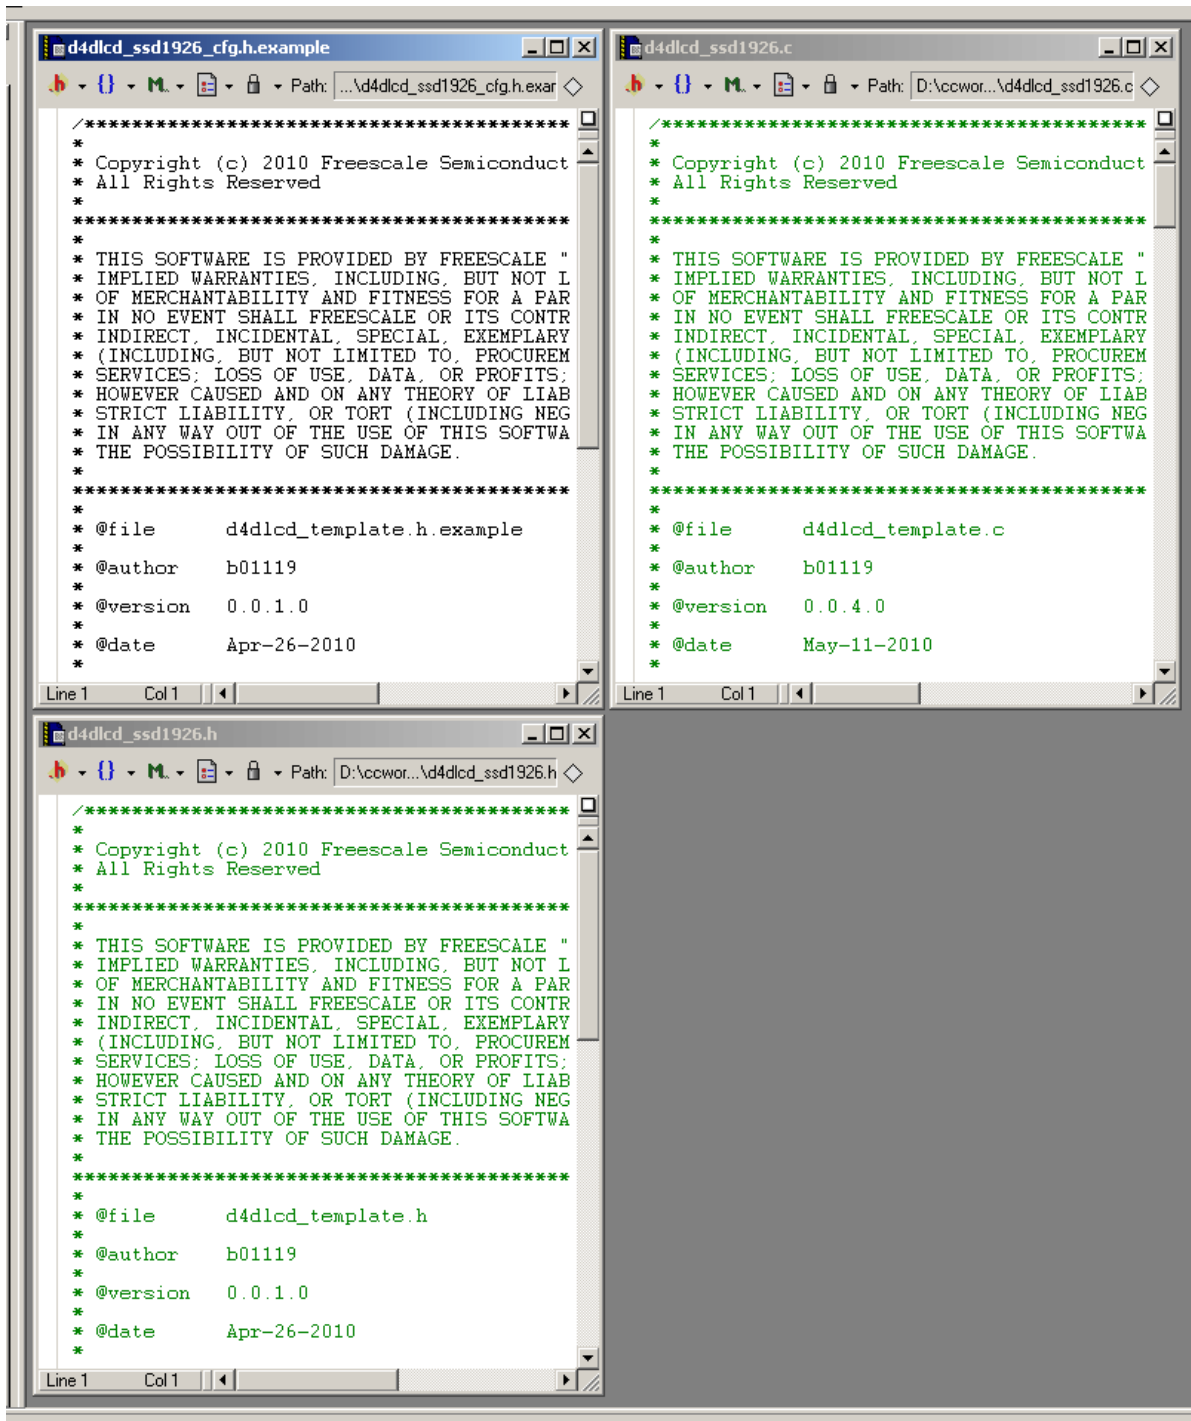 d4dlcd_ssd1926_cfg.h.example
Path: ...\d4dlcd_ssd1926_cfg.h.exar
/*****************************************
*
* Copyright (c) 2010 Freescale Semiconduct
* All Rights Reserved
*
******************************************
*
* THIS SOFTWARE IS PROVIDED BY FREESCALE "
* IMPLIED WARRANTIES, INCLUDING, BUT NOT L
* OF MERCHANTABILITY AND FITNESS FOR A PAR
* IN NO EVENT SHALL FREESCALE OR ITS CONTR
* INDIRECT, INCIDENTAL, SPECIAL, EXEMPLARY
* (INCLUDING, BUT NOT LIMITED TO, PROCUREM
* SERVICES; LOSS OF USE, DATA, OR PROFITS;
* HOWEVER CAUSED AND ON ANY THEORY OF LIAB
* STRICT LIABILITY, OR TORT (INCLUDING NEG
* IN ANY WAY OUT OF THE USE OF THIS SOFTWA
* THE POSSIBILITY OF SUCH DAMAGE.
*
******************************************
*
* @file      d4dlcd_template.h.example
*
* @author    b01119
*
* @version   0.0.1.0
*
* @date      Apr-26-2010
*
Line 1 Col 1
d4dlcd_ssd1926.c
Path: D:\ccwor...\d4dlcd_ssd1926.c
/*****************************************
*
* Copyright (c) 2010 Freescale Semiconduct
* All Rights Reserved
*
******************************************
*
* THIS SOFTWARE IS PROVIDED BY FREESCALE "
* IMPLIED WARRANTIES, INCLUDING, BUT NOT L
* OF MERCHANTABILITY AND FITNESS FOR A PAR
* IN NO EVENT SHALL FREESCALE OR ITS CONTR
* INDIRECT, INCIDENTAL, SPECIAL, EXEMPLARY
* (INCLUDING, BUT NOT LIMITED TO, PROCUREM
* SERVICES; LOSS OF USE, DATA, OR PROFITS;
* HOWEVER CAUSED AND ON ANY THEORY OF LIAB
* STRICT LIABILITY, OR TORT (INCLUDING NEG
* IN ANY WAY OUT OF THE USE OF THIS SOFTWA
* THE POSSIBILITY OF SUCH DAMAGE.
*
******************************************
*
* @file      d4dlcd_template.c
*
* @author    b01119
*
* @version   0.0.4.0
*
* @date      May-11-2010
*
Line 1 Col 1
d4dlcd_ssd1926.h
Path: D:\ccwor...\d4dlcd_ssd1926.h
/*****************************************
*
* Copyright (c) 2010 Freescale Semiconduct
* All Rights Reserved
*
******************************************
*
* THIS SOFTWARE IS PROVIDED BY FREESCALE "
* IMPLIED WARRANTIES, INCLUDING, BUT NOT L
* OF MERCHANTABILITY AND FITNESS FOR A PAR
* IN NO EVENT SHALL FREESCALE OR ITS CONTR
* INDIRECT, INCIDENTAL, SPECIAL, EXEMPLARY
* (INCLUDING, BUT NOT LIMITED TO, PROCUREM
* SERVICES; LOSS OF USE, DATA, OR PROFITS;
* HOWEVER CAUSED AND ON ANY THEORY OF LIAB
* STRICT LIABILITY, OR TORT (INCLUDING NEG
* IN ANY WAY OUT OF THE USE OF THIS SOFTWA
* THE POSSIBILITY OF SUCH DAMAGE.
*
******************************************
*
* @file      d4dlcd_template.h
*
* @author    b01119
*
* @version   0.0.1.0
*
* @date      Apr-26-2010
*
Line 1 Col 1